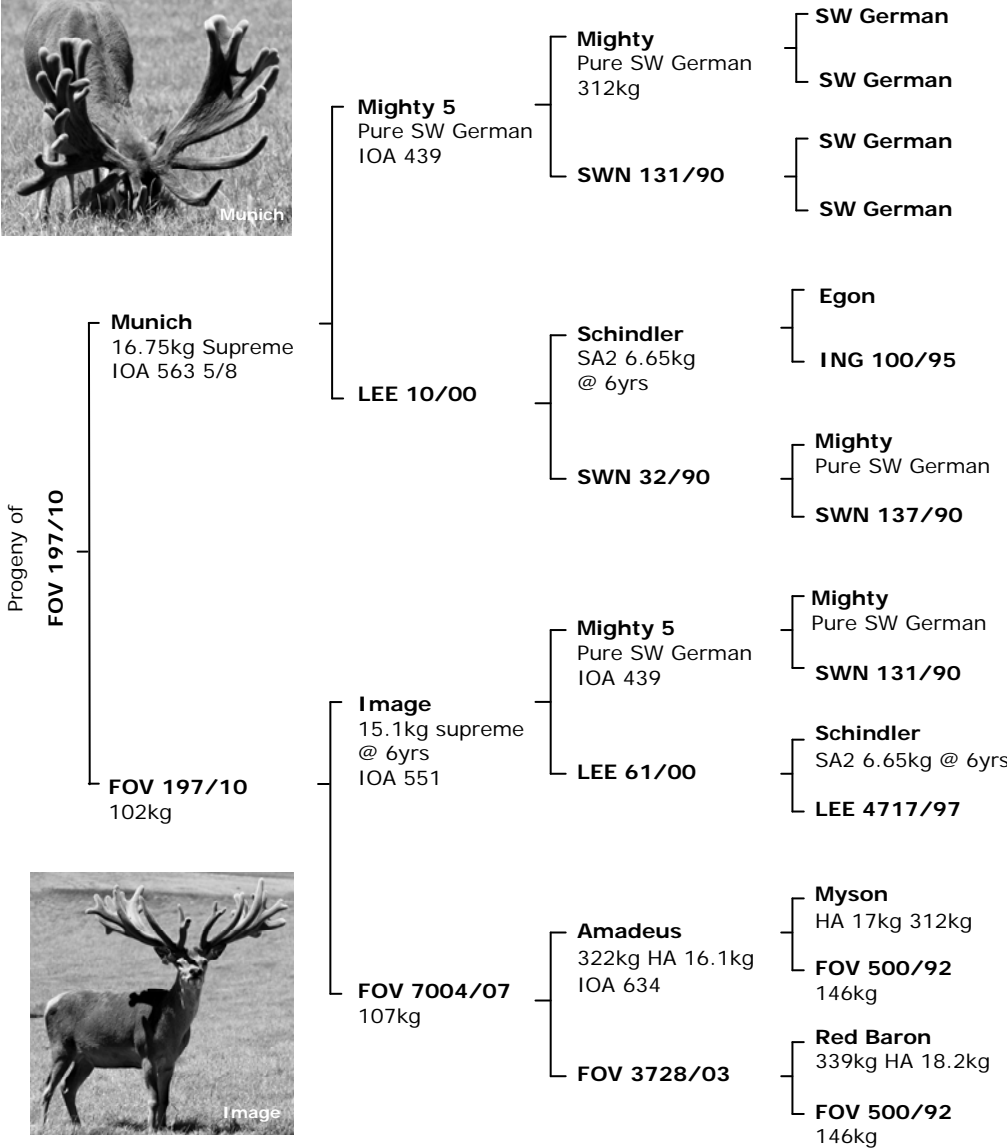 Munich
Progeny of
FOV 197/10
Munich
16.75kg Supreme
IOA 563 5/8
FOV 197/10
102kg
Mighty 5
Pure SW German
IOA 439
LEE 10/00
Image
15.1kg supreme
@ 6yrs
IOA 551
FOV 7004/07
107kg
Mighty
Pure SW German
312kg
SWN 131/90
Schindler
SA2 6.65kg
@ 6yrs
SWN 32/90
Mighty 5
Pure SW German
IOA 439
LEE 61/00
Amadeus
322kg HA 16.1kg
IOA 634
FOV 3728/03
SW German
SW German
SW German
SW German
Egon
ING 100/95
Mighty
Pure SW German
SWN 137/90
Mighty
Pure SW German
SWN 131/90
Schindler
SA2 6.65kg @ 6yrs
LEE 4717/97
Myson
HA 17kg 312kg
FOV 500/92
146kg
Red Baron
339kg HA 18.2kg
FOV 500/92
146kg
Image